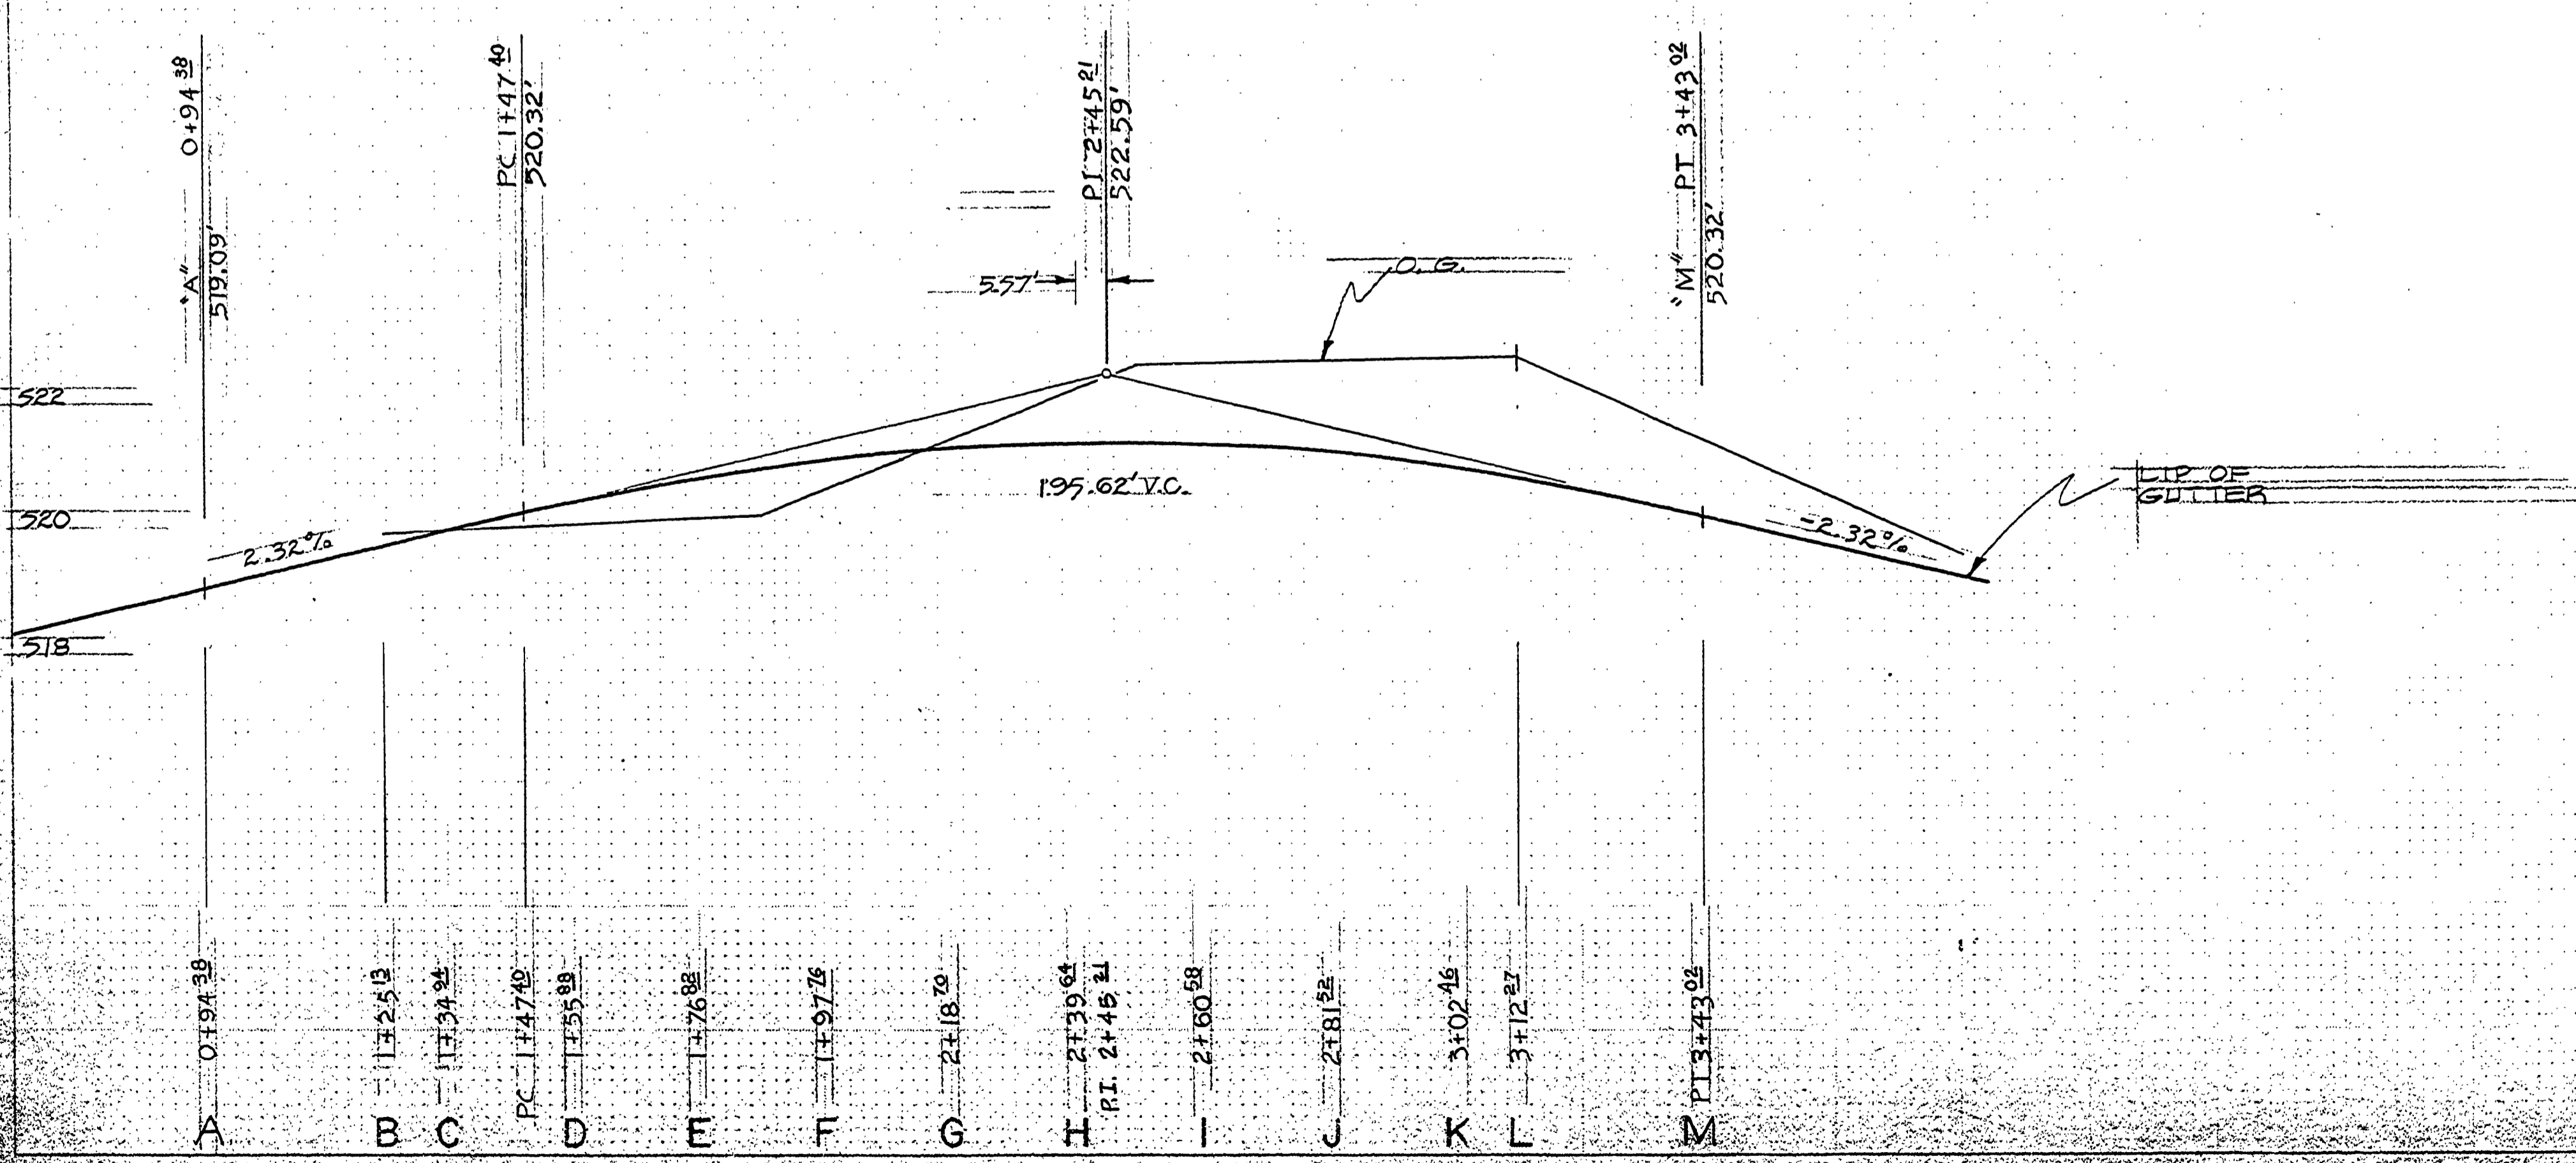 "A" 0+94 38
519.09'
PC 1+47 40
520.32'
PI 2+45 21
522.59'
"M" PT 3+43 02
520.32'
5.57'
O.G.
522
520
518
2.32%
195.62' V.C.
-2.32%
LIP OF
GUTTER
A 0+94 38
B 1+25 13
C 1+34 94
PC 1+47 40
D 1+55 88
E 1+76 82
F 1+97 76
G 2+18 70
H 2+39 64
P.I. 2+45 21
I 2+60 58
J 2+81 52
K 3+02 46
L 3+12 27
M PT 3+43 02